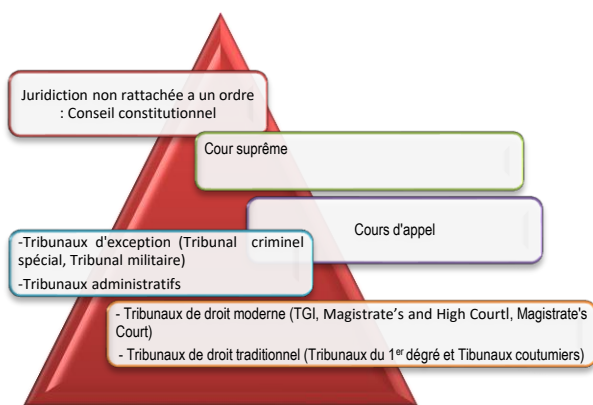 Juridiction non rattachée a un ordre
: Conseil constitutionnel
Cour suprême
Cours d'appel
-Tribunaux d'exception (Tribunal criminel
spécial, Tribunal militaire)
-Tribunaux administratifs
- Tribunaux de droit moderne (TGI, Magistrate's and High Courtl, Magistrate's
Court)
- Tribunaux de droit traditionnel (Tribunaux du 1er dégré et Tibunaux coutumiers)